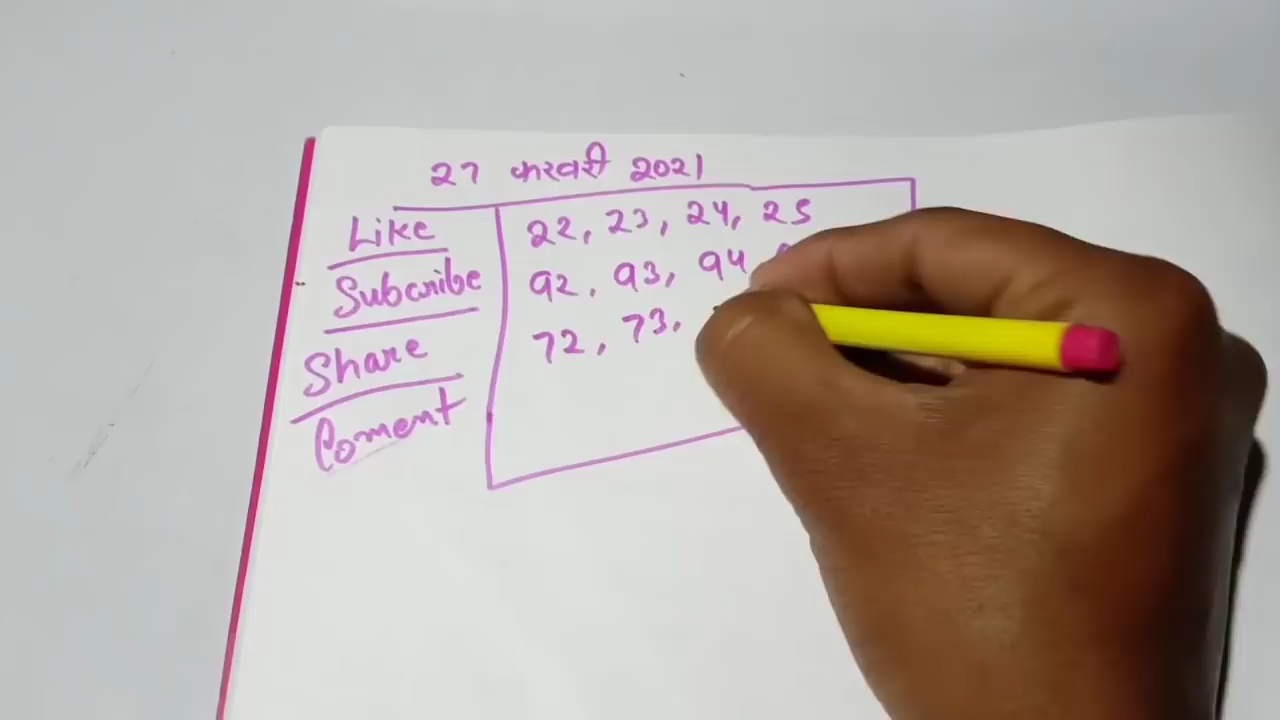 27 फरवरी 2021
Like
Subcribe
Share
Coment
22, 23, 24, 25
92, 93, 94
72, 73,